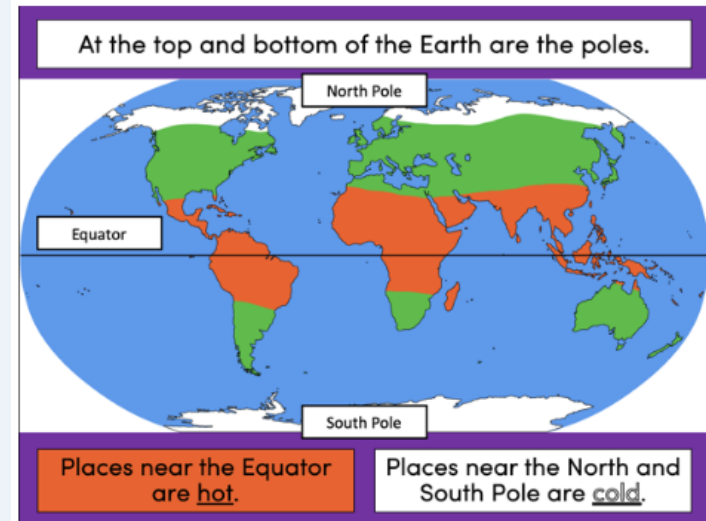 At the top and bottom of the Earth are the poles.
North Pole
Equator
South Pole
Places near the Equator
are hot.
Places near the North and
South Pole are cold.